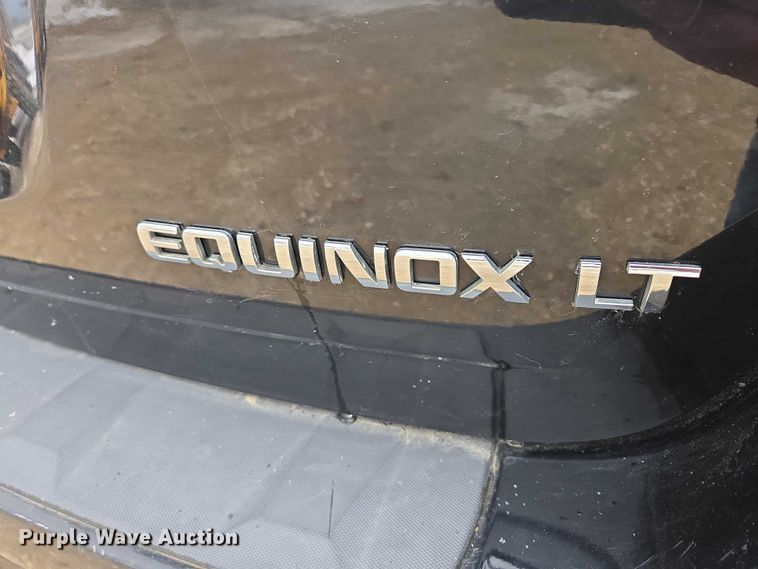 EQUINOX LT
Purple Wave Auction